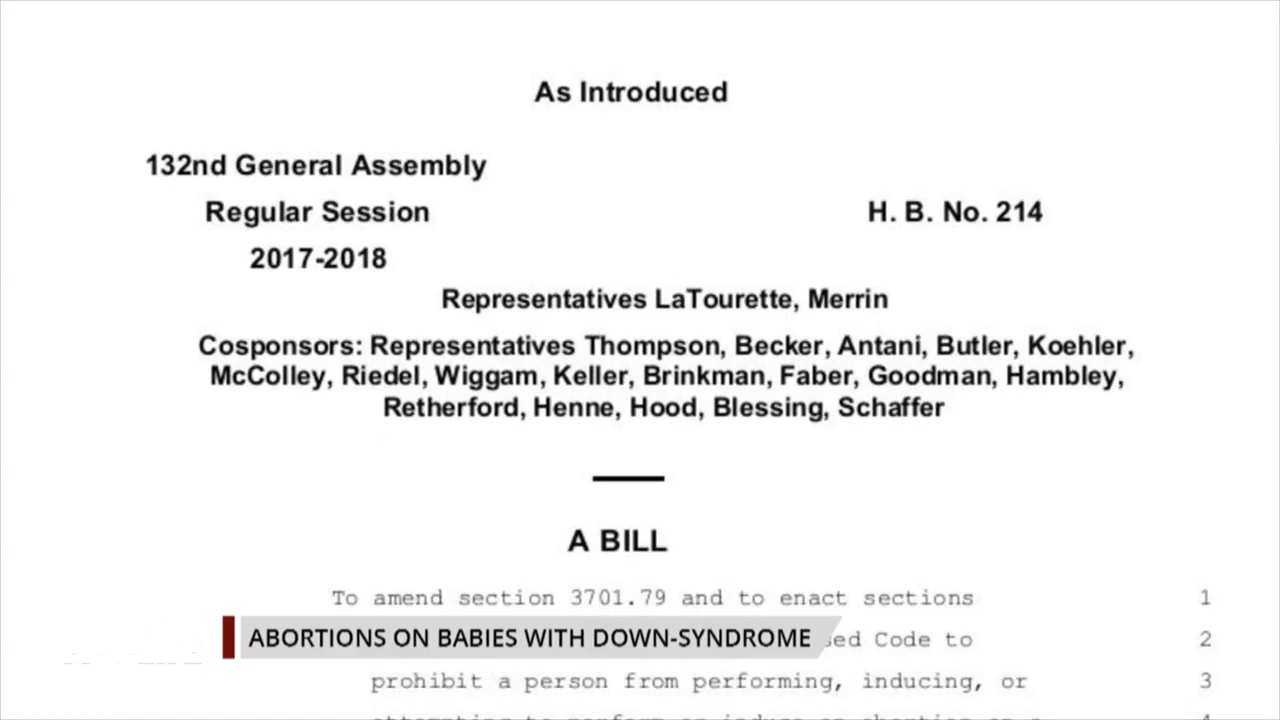 As Introduced
132nd General Assembly
Regular Session
H. B. No. 214
2017-2018
Representatives LaTourette, Merrin
Cosponsors: Representatives Thompson, Becker, Antani, Butler, Koehler,
McColley, Riedel, Wiggam, Keller, Brinkman, Faber, Goodman, Hambley,
Retherford, Henne, Hood, Blessing, Schaffer
A BILL
To amend section 3701.79 and to enact sections 1
ABORTIONS ON BABIES WITH DOWN-SYNDROME
Code to 2
prohibit a person from performing, inducing, or 3